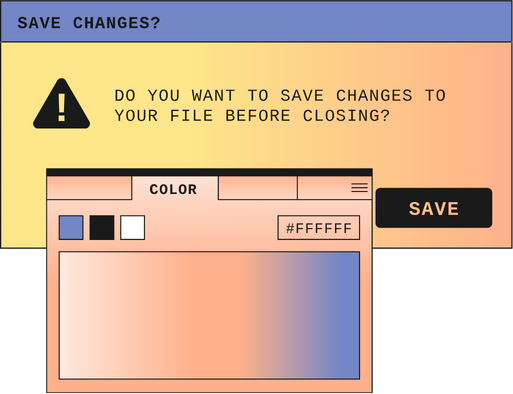 SAVE CHANGES?
DO YOU WANT TO SAVE CHANGES TO
YOUR FILE BEFORE CLOSING?
COLOR
SAVE
#FFFFFF